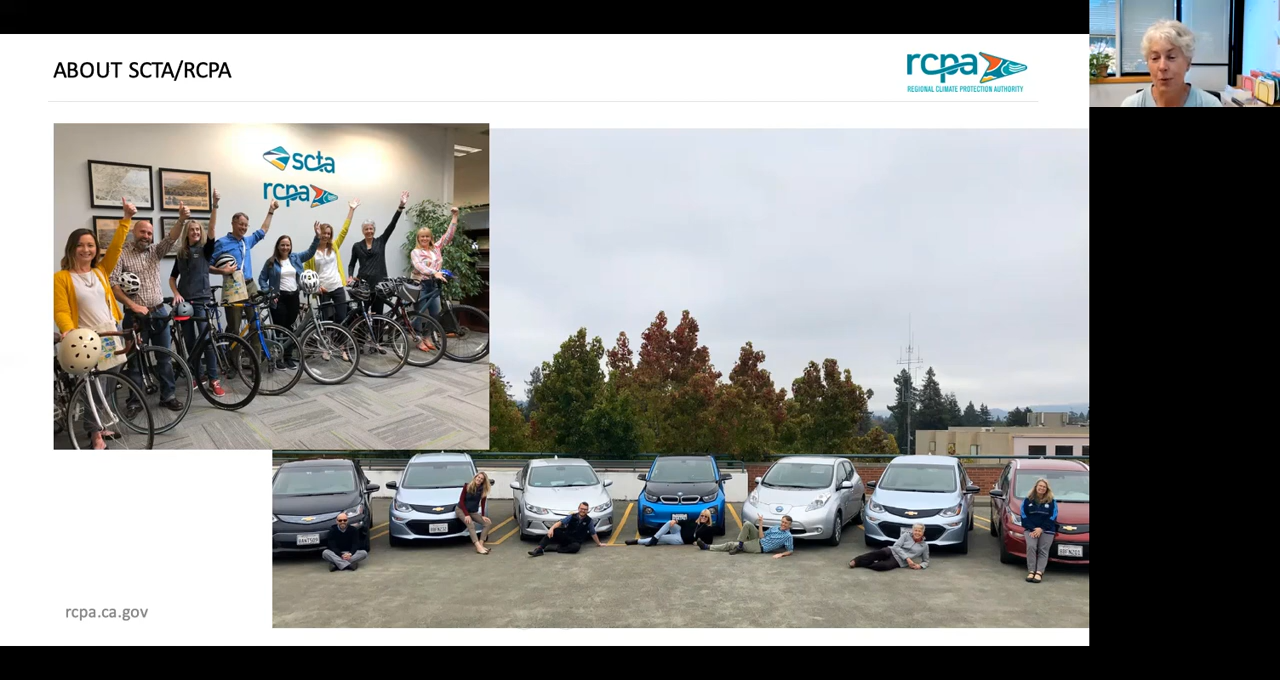 ABOUT SCTA/RCPA
rcpa
REGIONAL CLIMATE PROTECTION AUTHORITY
scta
rcpa
rcpa.ca.gov